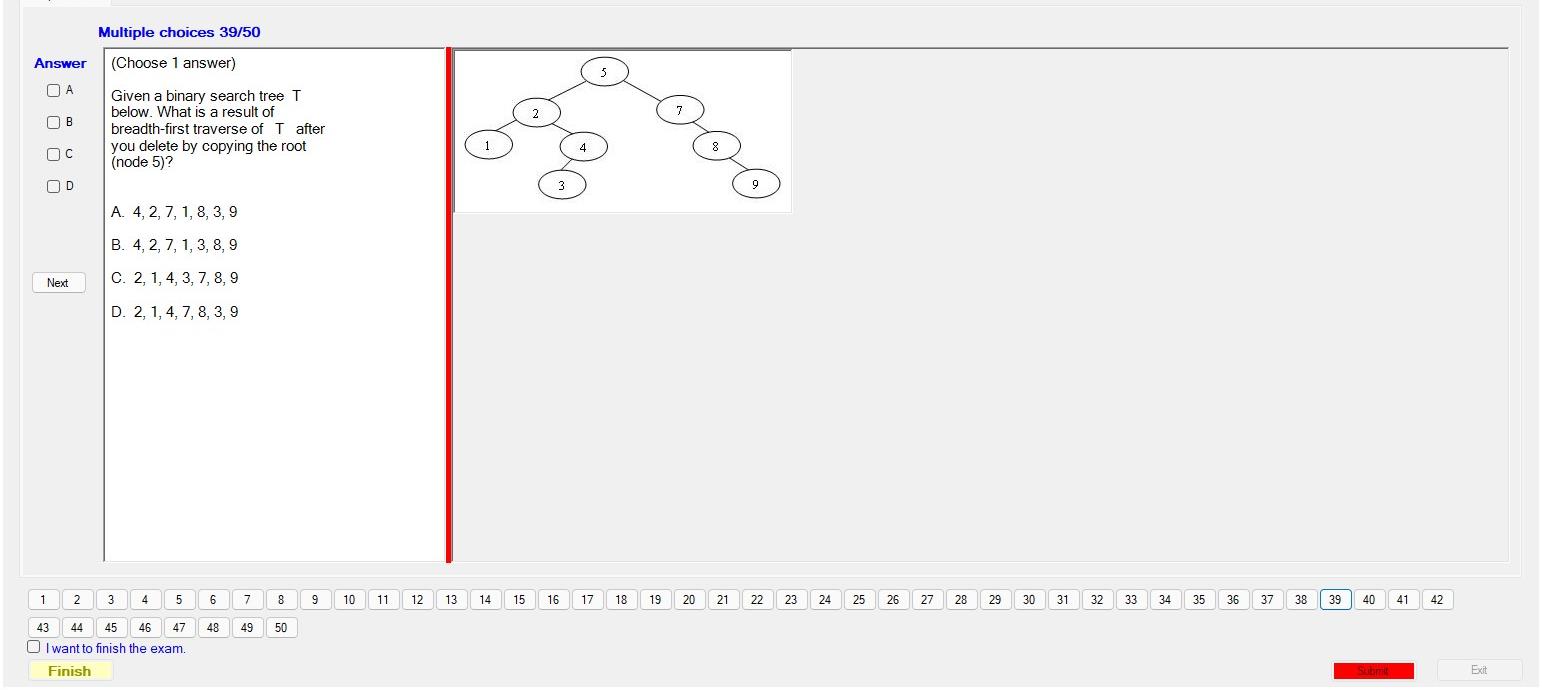 Multiple choices 39/50
Answer
A
B
C
D
Next
(Choose 1 answer)
Given a binary search tree T
below. What is a result of
breadth-first traverse of T after
you delete by copying the root
(node 5)?
A. 4, 2, 7, 1, 8, 3, 9
B. 4, 2, 7, 1, 3, 8, 9
C. 2, 1, 4, 3, 7, 8, 9
D. 2, 1, 4, 7, 8, 3, 9
5
2 7
1 4 8
3 9
1 2 3 4 5 6 7 8 9 10 11 12 13 14 15 16 17 18 19 20 21 22 23 24 25 26 27 28 29 30 31 32 33 34 35 36 37 38 39 40 41 42
43 44 45 46 47 48 49 50
I want to finish the exam.
Finish Submit Exit